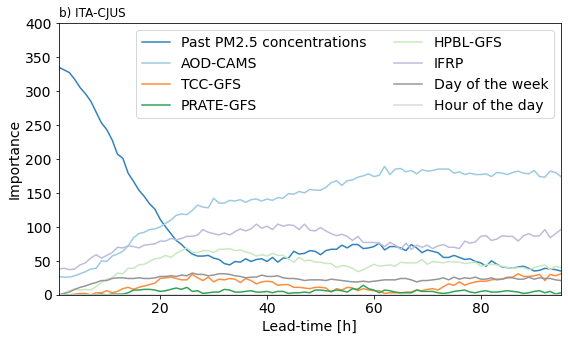 b) ITA-CJUS
400
350
300
250
200
150
100
50
0
Importance
Past PM2.5 concentrations
AOD-CAMS
TCC-GFS
PRATE-GFS
HPBL-GFS
IFRP
Day of the week
Hour of the day
20 40 60 80
Lead-time [h]